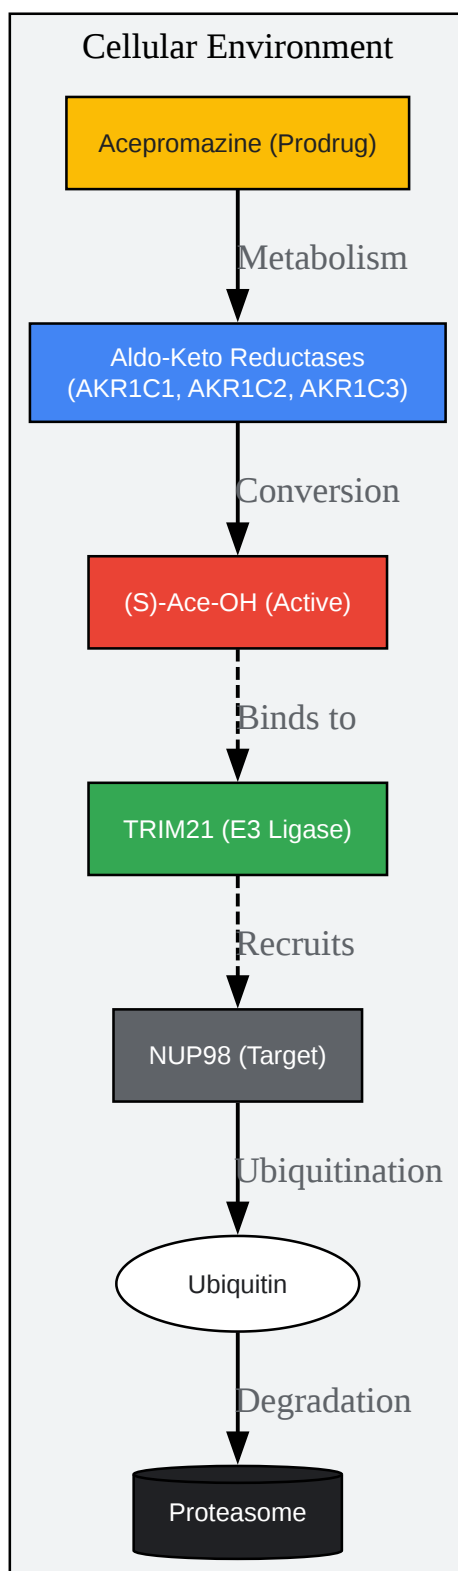 Cellular Environment
Acepromazine (Prodrug)
Metabolism
Aldo-Keto Reductases
(AKR1C1, AKR1C2, AKR1C3)
Conversion
(S)-Ace-OH (Active)
Binds to
TRIM21 (E3 Ligase)
Recruits
NUP98 (Target)
Ubiquitination
Ubiquitin
Degradation
Proteasome